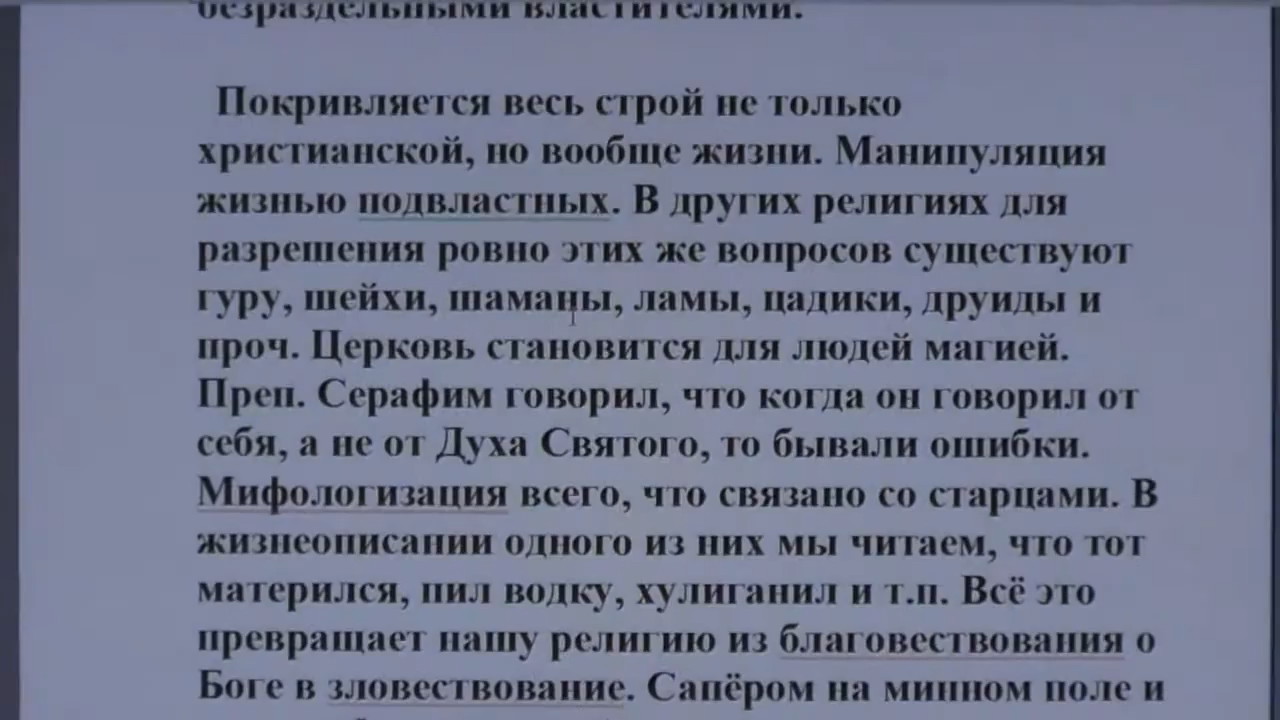 безраздельными властителями.
Покривляется весь строй не только
христианской, но вообще жизни. Манипуляция
жизнью подвластных. В других религиях для
разрешения ровно этих же вопросов существуют
гуру, шейхи, шаманы, ламы, цадики, друиды и
проч. Церковь становится для людей магией.
Преп. Серафим говорил, что когда он говорил от
себя, а не от Духа Святого, то бывали ошибки.
Мифологизация всего, что связано со старцами. В
жизнеописании одного из них мы читаем, что тот
матерился, пил водку, хулиганил и т.п. Всё это
превращает нашу религию из благовествования о
Боге в зловествование. Сапёром на минном поле и